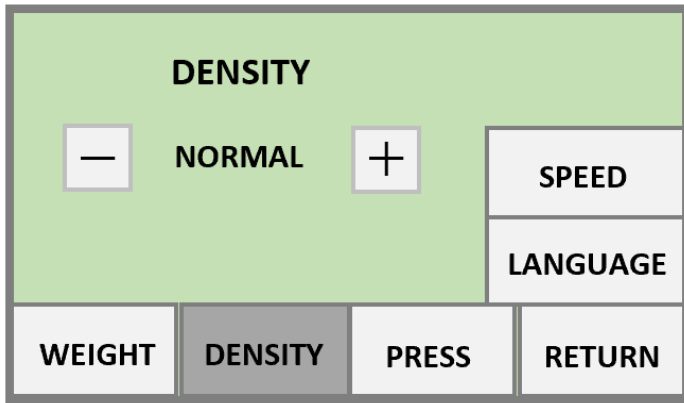 DENSITY
− NORMAL +
SPEED
LANGUAGE
WEIGHT DENSITY PRESS RETURN